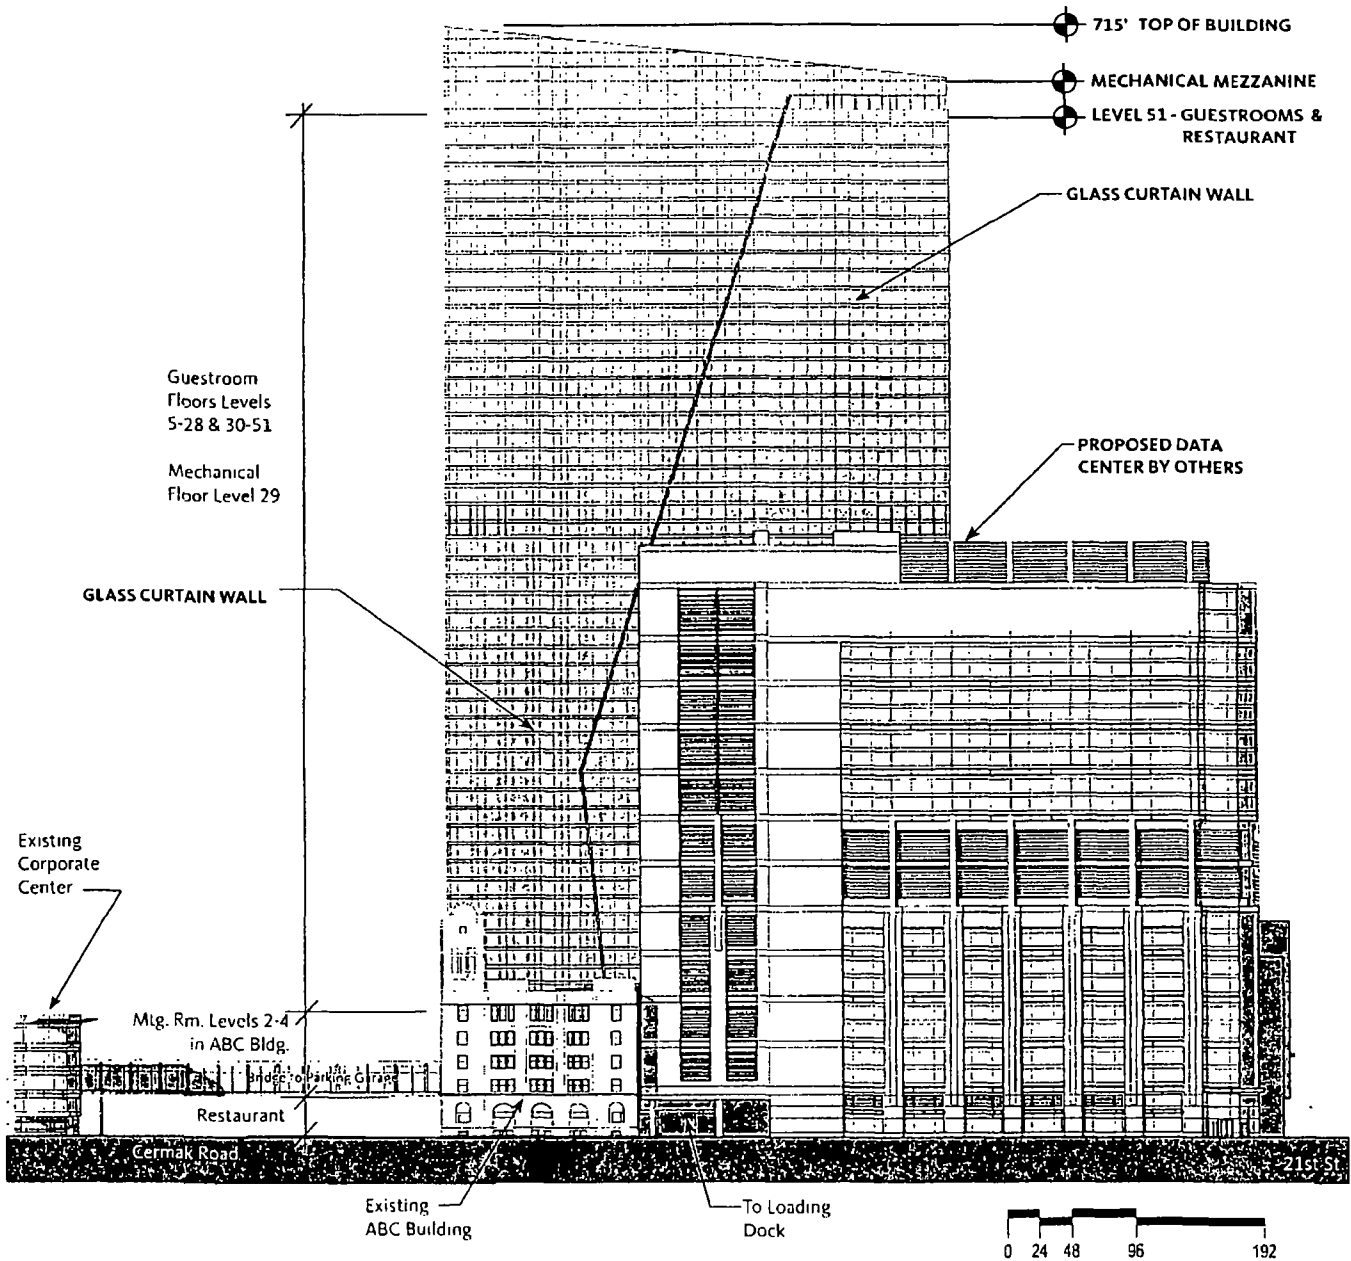 715' TOP OF BUILDING
MECHANICAL MEZZANINE
LEVEL 51 - GUESTROOMS &
RESTAURANT
GLASS CURTAIN WALL
Guestroom
Floors Levels
5-28 & 30-51
Mechanical
Floor Level 29
PROPOSED DATA
CENTER BY OTHERS
GLASS CURTAIN WALL
Existing
Corporate
Center
Mtg. Rm. Levels 2-4
in ABC Bldg.
Bridge To Parking Garage
Restaurant
Cermak Road
21st St.
Existing
ABC Building
To Loading
Dock
0 24 48 96 192